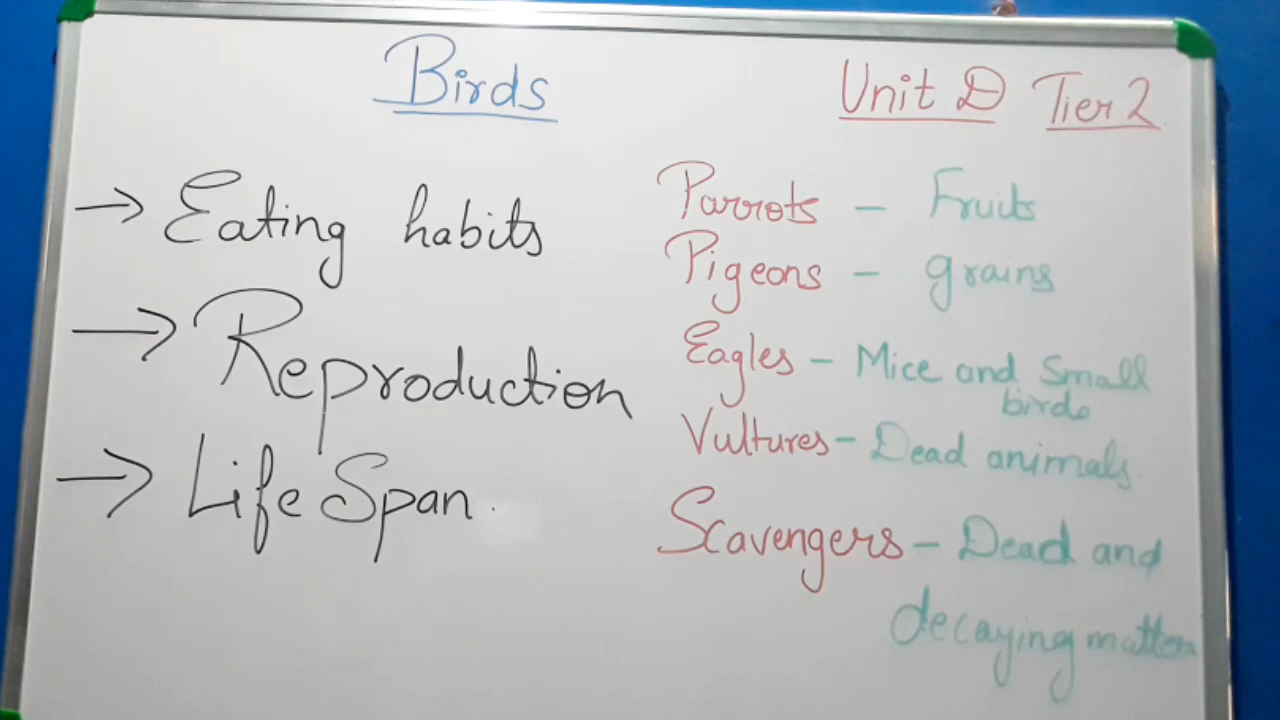 Birds
Unit D Tier 2
→ Eating habits
→ Reproduction
→ Life Span.
Parrots - Fruits
Pigeons - grains
Eagles - Mice and Small
birds
Vultures - Dead animals.
Scavengers - Dead and
decaying matter